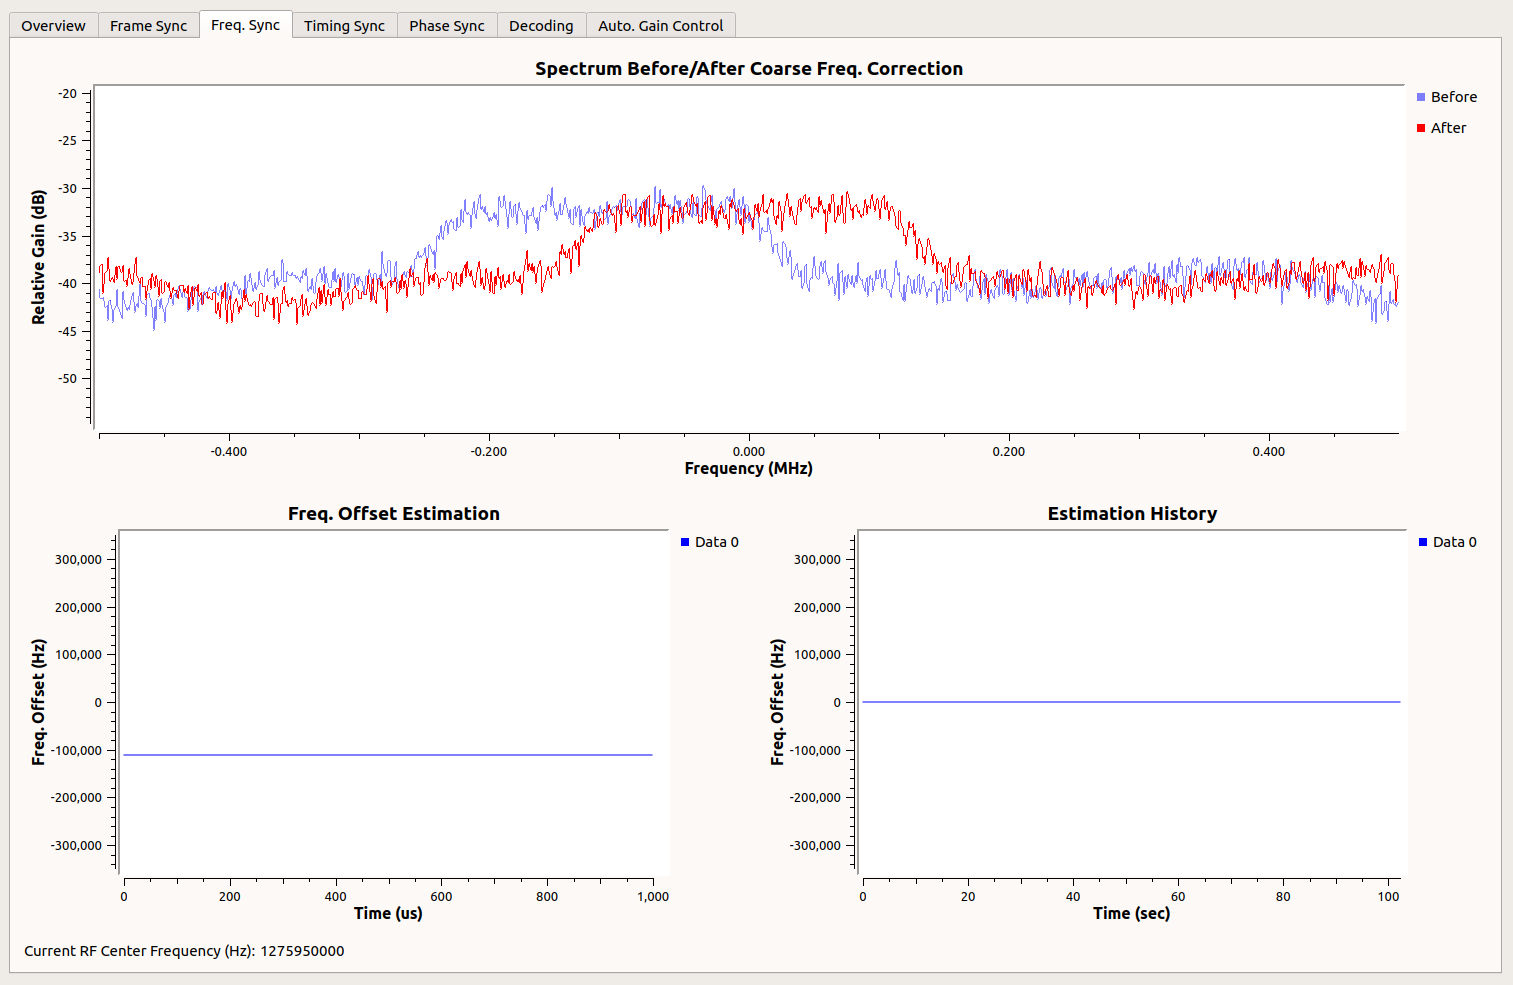 Overview Frame Sync Freq. Sync Timing Sync Phase Sync Decoding Auto. Gain Control
Spectrum Before/After Coarse Freq. Correction
Before
After
Relative Gain (dB)
-20
-25
-30
-35
-40
-45
-50
-0.400 -0.200 0.000 0.200 0.400
Frequency (MHz)
Freq. Offset Estimation
Data 0
Freq. Offset (Hz)
300,000
200,000
100,000
0
-100,000
-200,000
-300,000
0 200 400 600 800 1,000
Time (us)
Estimation History
Data 0
Freq. Offset (Hz)
300,000
200,000
100,000
0
-100,000
-200,000
-300,000
0 20 40 60 80 100
Time (sec)
Current RF Center Frequency (Hz): 1275950000